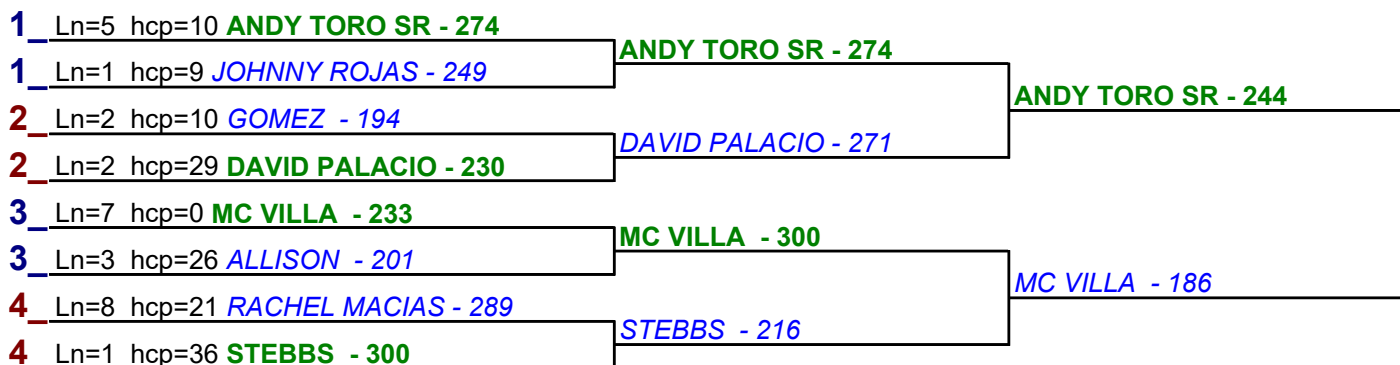 1_ Ln=5 hcp=10 ANDY TORO SR - 274
ANDY TORO SR - 274
1_ Ln=1 hcp=9 JOHNNY ROJAS - 249
ANDY TORO SR - 244
2_ Ln=2 hcp=10 GOMEZ - 194
DAVID PALACIO - 271
2_ Ln=2 hcp=29 DAVID PALACIO - 230
3_ Ln=7 hcp=0 MC VILLA - 233
MC VILLA - 300
3_ Ln=3 hcp=26 ALLISON - 201
MC VILLA - 186
4_ Ln=8 hcp=21 RACHEL MACIAS - 289
STEBBS - 216
4 Ln=1 hcp=36 STEBBS - 300